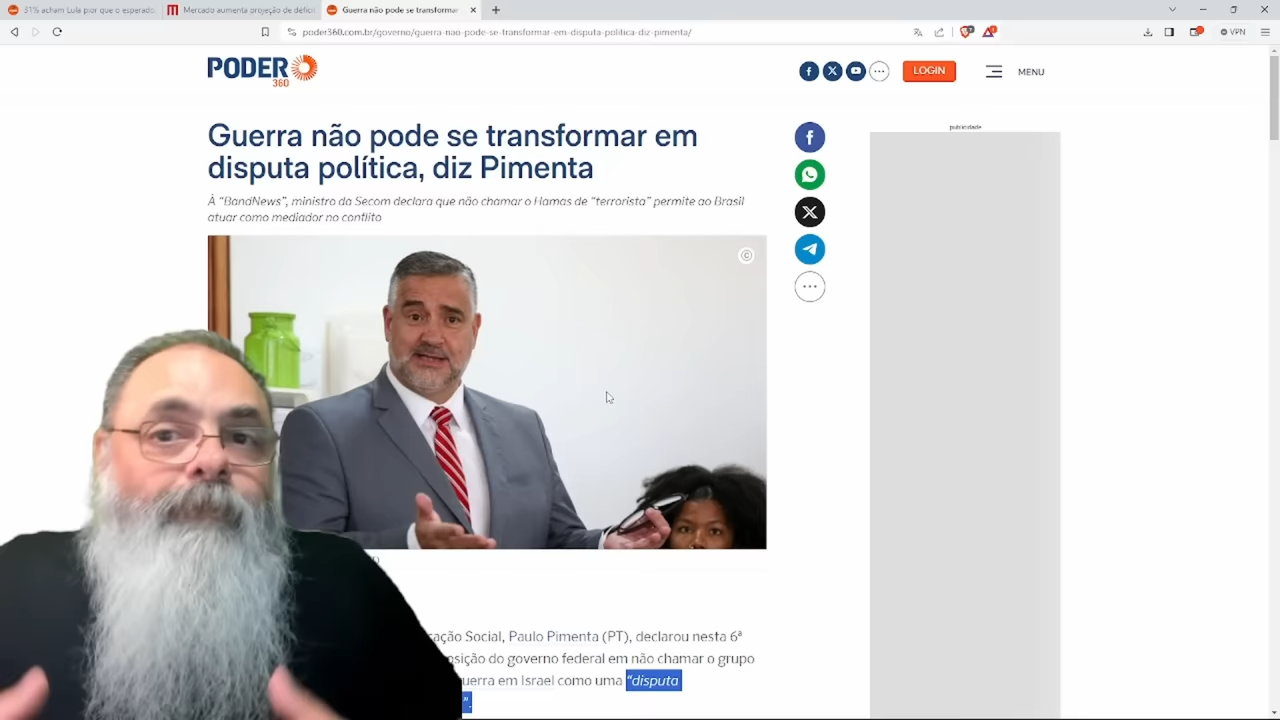 31% acham Lula pior que o esperado,
Mercado aumenta projeção de déficit
Guerra não pode se transformar
poder360.com.br/governo/guerra-nao-pode-se-transformar-em-disputa-politica-diz-pimenta/
VPN
PODER
360
LOGIN
MENU
Guerra não pode se transformar em
disputa política, diz Pimenta
À “BandNews”, ministro da Secom declara que não chamar o Hamas de “terrorista” permite ao Brasil
atuar como mediador no conflito
publicidade
ação Social, Paulo Pimenta (PT), declarou nesta 6ª
sição do governo federal em não chamar o grupo
uerra em Israel como uma “disputa
”.